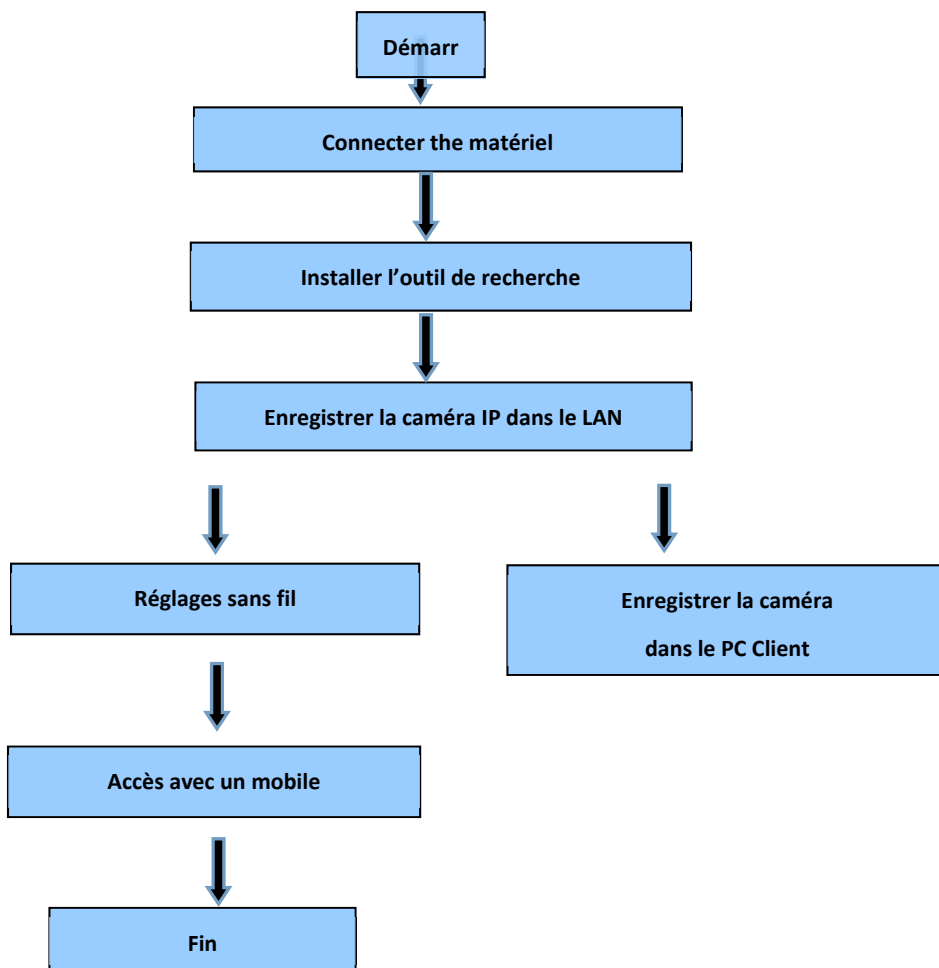 Démarr
Connecter the matériel
Installer l’outil de recherche
Enregistrer la caméra IP dans le LAN
Réglages sans fil
Enregistrer la caméra
dans le PC Client
Accès avec un mobile
Fin